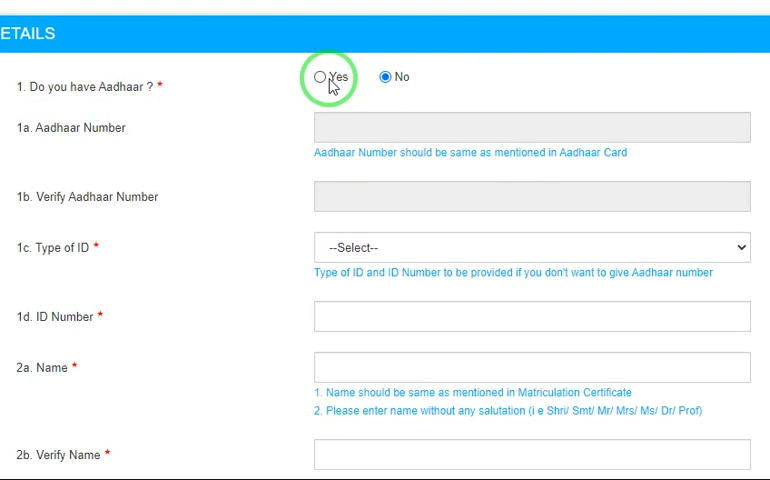 ETAILS
1. Do you have Aadhaar ? * Yes No
1a. Aadhaar Number
Aadhaar Number should be same as mentioned in Aadhaar Card
1b. Verify Aadhaar Number
1c. Type of ID * --Select--
Type of ID and ID Number to be provided if you don't want to give Aadhaar number
1d. ID Number *
2a. Name *
1. Name should be same as mentioned in Matriculation Certificate
2. Please enter name without any salutation (i e Shri/ Smt/ Mr/ Mrs/ Ms/ Dr/ Prof)
2b. Verify Name *